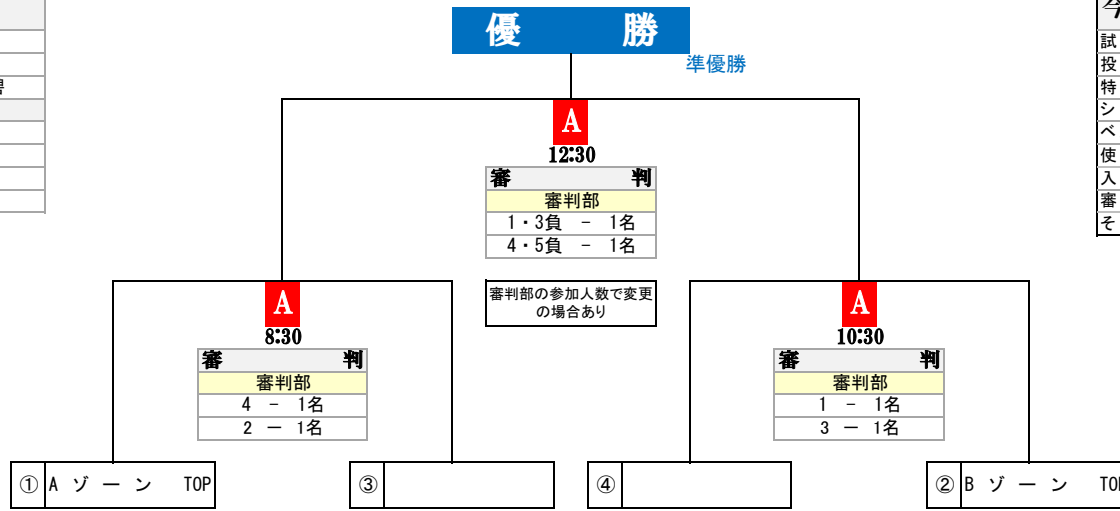 優 勝
準優勝
A
12:30
審 判
審判部
1・3負 - 1名
4・5負 - 1名
審判部の参加人数で変更
の場合あり
A
8:30
審 判
審判部
4 - 1名
2 ー 1名
A
10:30
審 判
審判部
1 - 1名
3 ー 1名
① A ゾ ー ン TOP
③
④
② B ゾ ー ン TO
試
投
特
シ
ベ
使
入
審
そ